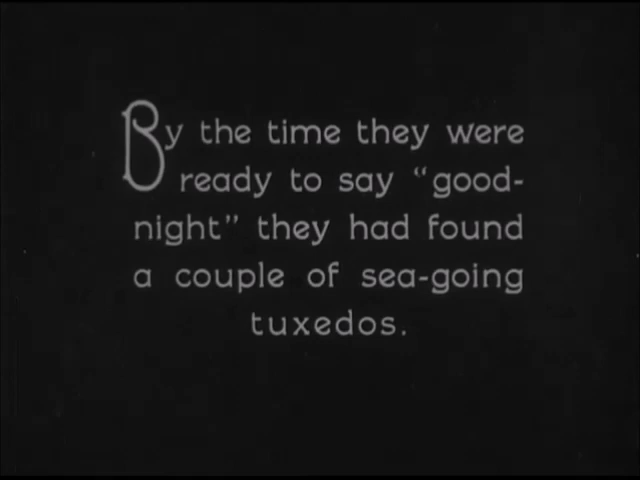 By the time they were
ready to say “good-
night” they had found
a couple of sea-going
tuxedos.